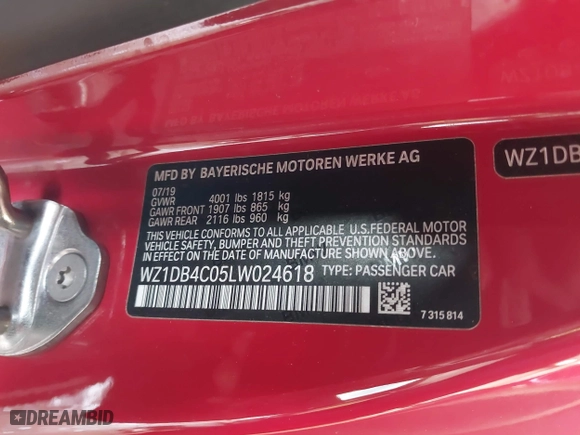 MFD BY BAYERISCHE MOTOREN WERKE AG
07/19
GVWR 4001 lbs 1815 kg
GAWR FRONT 1907 lbs 865 kg
GAWR REAR 2116 lbs 960 kg
THIS VEHICLE CONFORMS TO ALL APPLICABLE U.S.FEDERAL MOTOR
VEHICLE SAFETY, BUMPER AND THEFT PREVENTION STANDARDS
IN EFFECT ON THE DATE OF MANUFACTURE SHOWN ABOVE.
WZ1DB4C05LW024618 TYPE: PASSENGER CAR
7 315 814
WZ1DB
DREAMBID